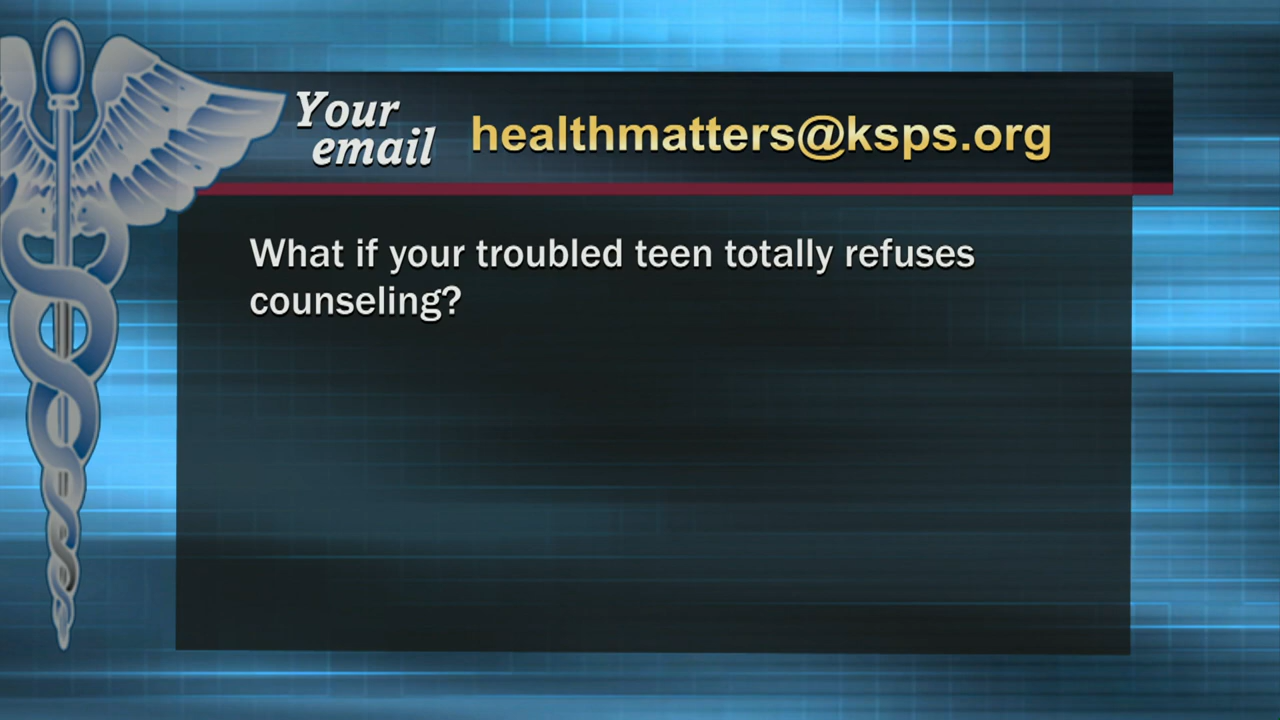 Your
email
healthmatters@ksps.org
What if your troubled teen totally refuses
counseling?